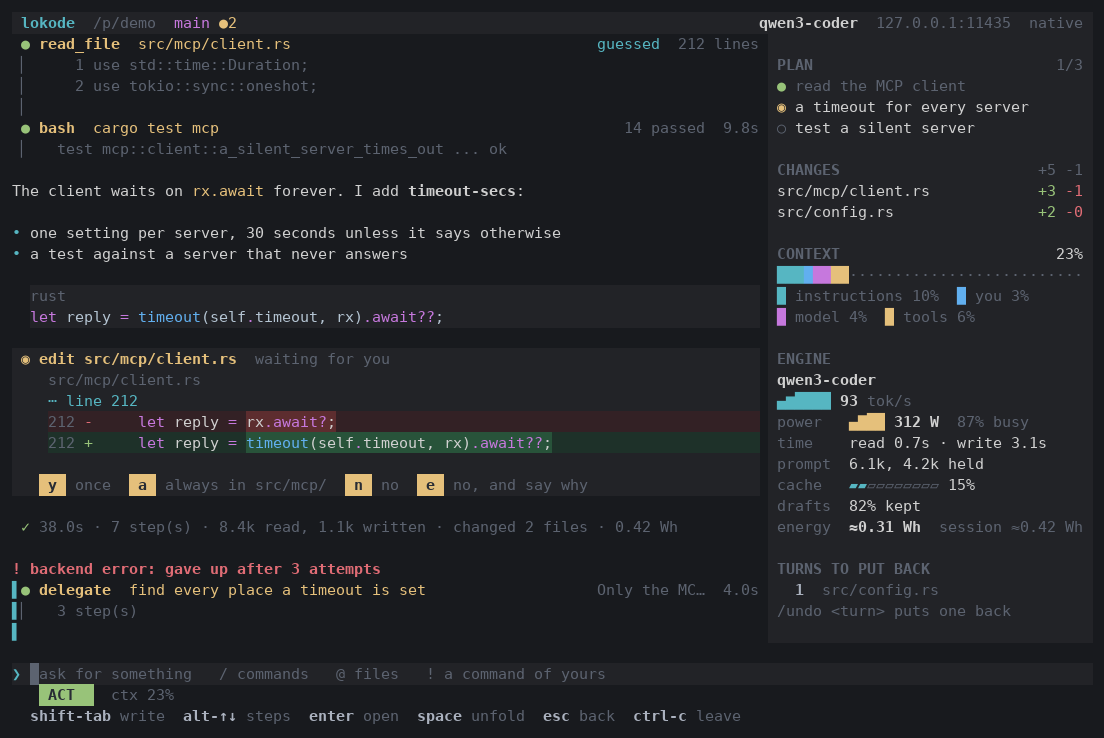 lokode  /p/demo  main ●2  qwen3-coder  127.0.0.1:11435  native
● read_file  src/mcp/client.rs  guessed  212 lines
1 use std::time::Duration;
2 use tokio::sync::oneshot;
● bash  cargo test mcp  14 passed  9.8s
test mcp::client::a_silent_server_times_out ... ok
The client waits on rx.await forever. I add timeout-secs:
• one setting per server, 30 seconds unless it says otherwise
• a test against a server that never answers
rust
let reply = timeout(self.timeout, rx).await??;
◉ edit src/mcp/client.rs  waiting for you
src/mcp/client.rs
┄ line 212
212 -     let reply = rx.await?;
212 +     let reply = timeout(self.timeout, rx).await??;
y  once  a  always in src/mcp/  n  no  e  no, and say why
✓ 38.0s · 7 step(s) · 8.4k read, 1.1k written · changed 2 files · 0.42 Wh
! backend error: gave up after 3 attempts
● delegate  find every place a timeout is set  Only the MC…  4.0s
3 step(s)
PLAN  1/3
● read the MCP client
◉ a timeout for every server
○ test a silent server
CHANGES  +5 -1
src/mcp/client.rs  +3 -1
src/config.rs  +2 -0
CONTEXT  23%
instructions 10%  you 3%
model 4%  tools 6%
ENGINE
qwen3-coder
93 tok/s
power  312 W  87% busy
time  read 0.7s · write 3.1s
prompt  6.1k, 4.2k held
cache  ▰▰▱▱▱▱▱▱▱▱ 15%
drafts  82% kept
energy  ≈0.31 Wh  session ≈0.42 Wh
TURNS TO PUT BACK
1  src/config.rs
/undo <turn> puts one back
❯ ask for something   / commands   @ files   ! a command of yours
ACT  ctx 23%
shift-tab write  alt-↑↓ steps  enter open  space unfold  esc back  ctrl-c leave